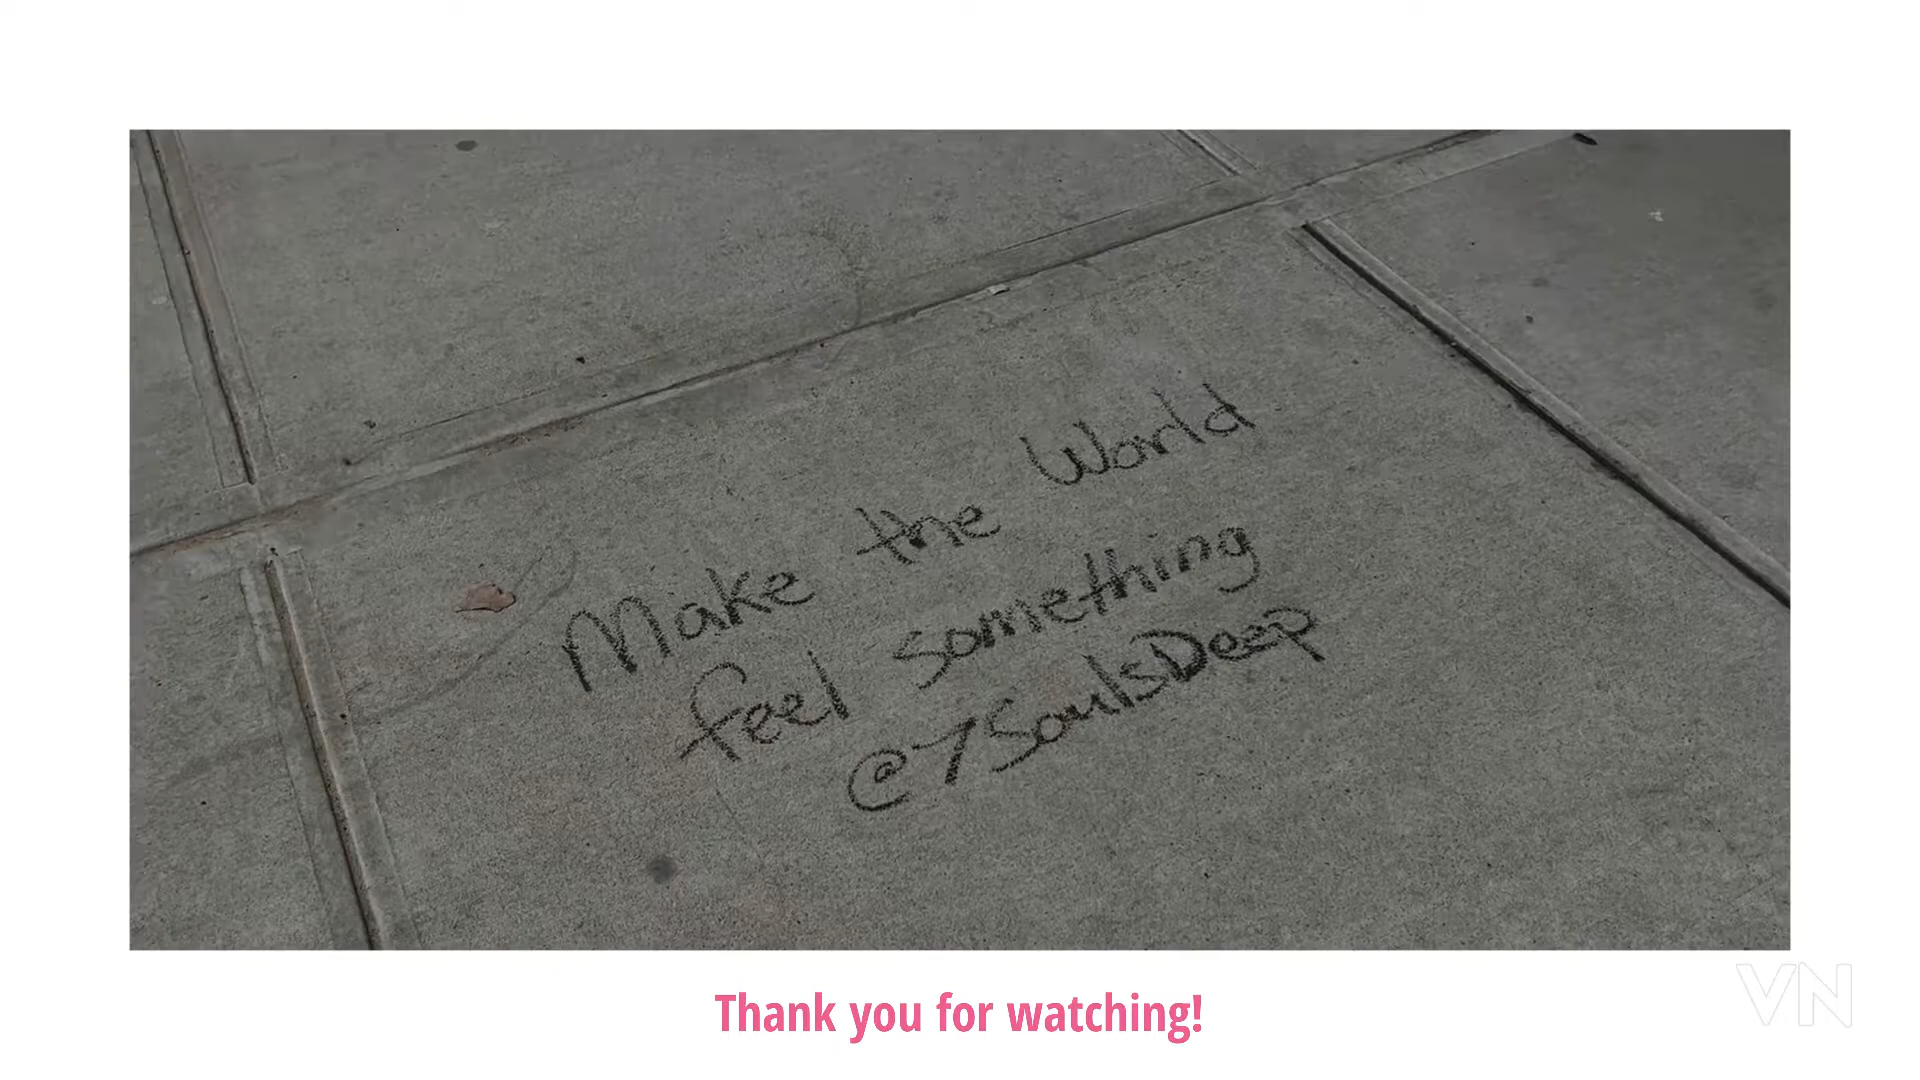 Make the World
feel something
@7SoulsDeep
Thank you for watching!
VN